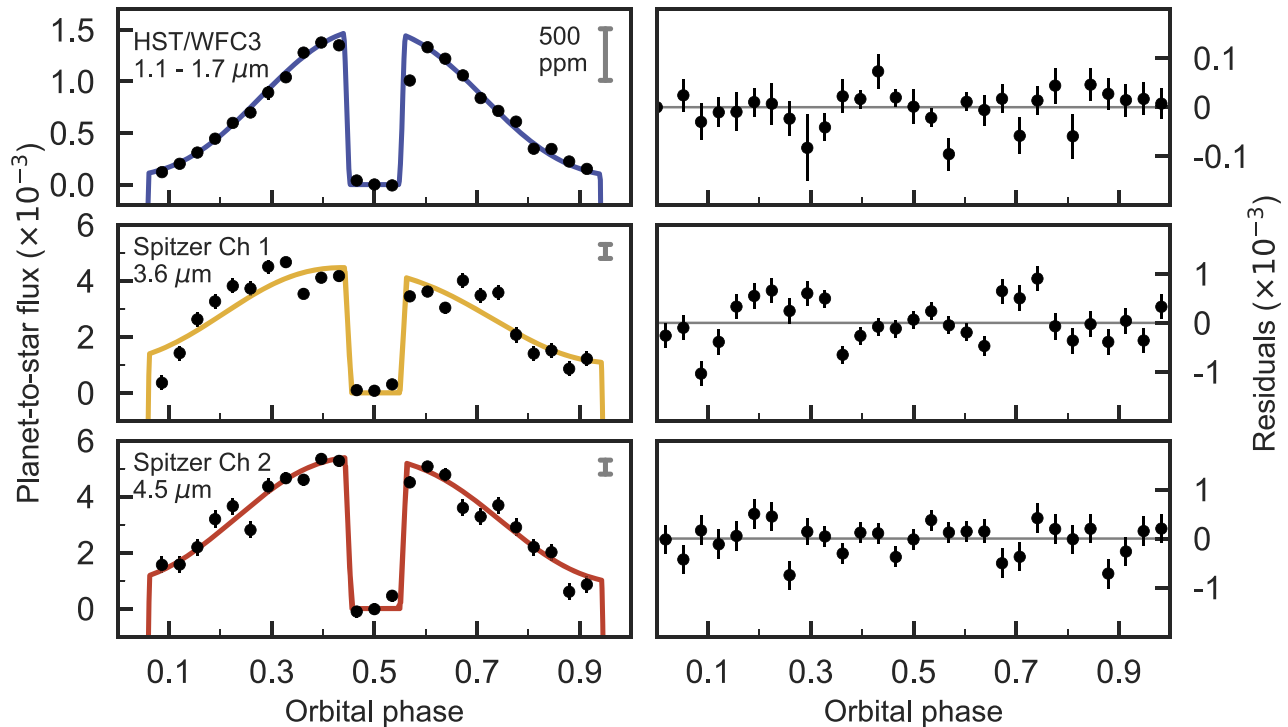 HST/WFC3
1.1 - 1.7 μm
500
ppm
1.5
1.0
0.5
0.0
0.1
0
-0.1
Spitzer Ch 1
3.6 μm
6
4
2
0
1
0
-1
Spitzer Ch 2
4.5 μm
6
4
2
0
1
0
-1
Planet-to-star flux (×10⁻³)
Residuals (×10⁻³)
0.1 0.3 0.5 0.7 0.9
0.1 0.3 0.5 0.7 0.9
Orbital phase
Orbital phase